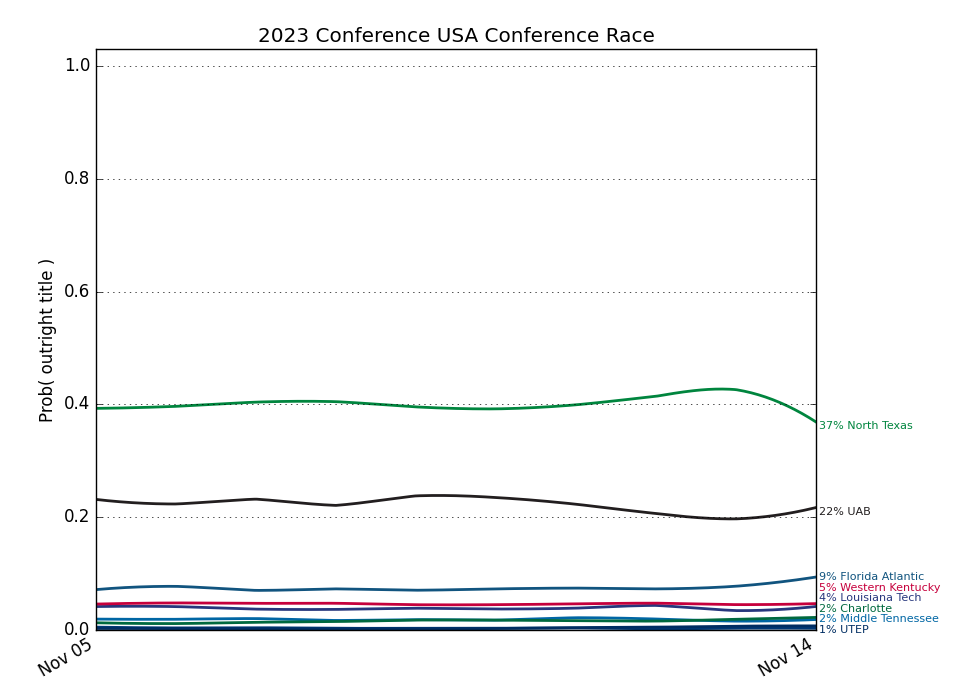 2023 Conference USA Conference Race
Prob( outright title )
1.0
0.8
0.6
0.4
0.2
0.0
Nov 05
Nov 14
37% North Texas
22% UAB
9% Florida Atlantic
5% Western Kentucky
4% Louisiana Tech
2% Charlotte
2% Middle Tennessee
1% UTEP